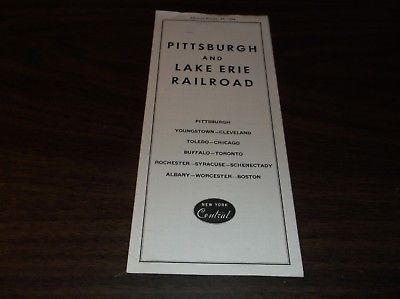 PITTSBURGH
AND
LAKE ERIE
RAILROAD
PITTSBURGH
YOUNGSTOWN—CLEVELAND
TOLEDO—CHICAGO
BUFFALO—TORONTO
ROCHESTER—SYRACUSE—SCHENECTADY
ALBANY—WORCESTER—BOSTON
NEW YORK
Central